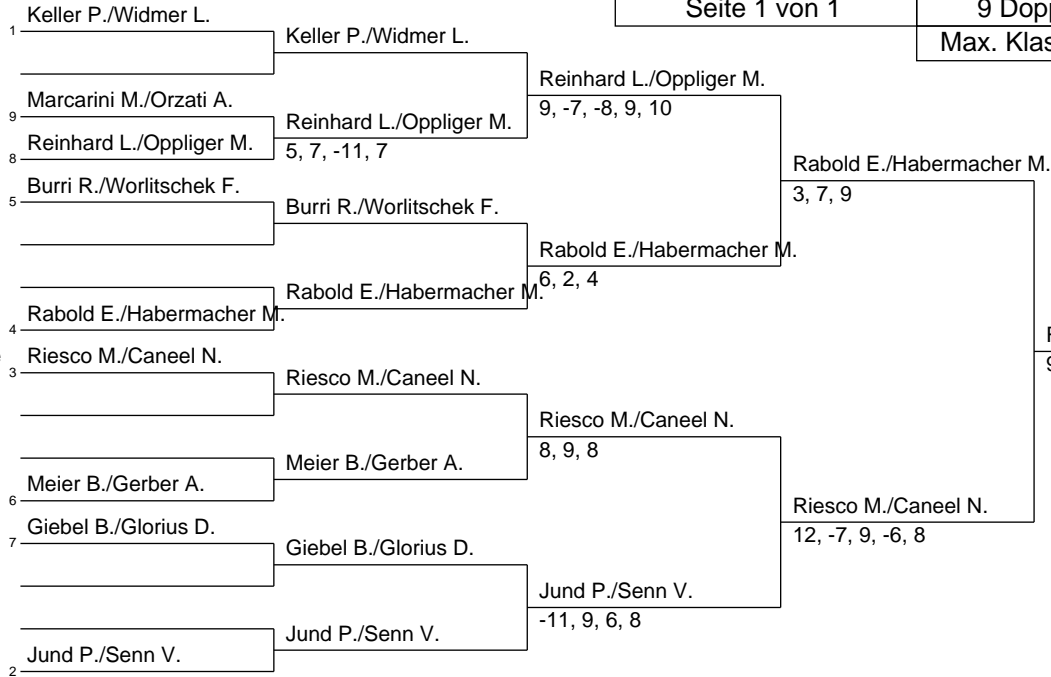 Seite 1 von 1
9 Dopp
Max. Klas
1 Keller P./Widmer L.
Keller P./Widmer L.
Reinhard L./Oppliger M.
9, -7, -8, 9, 10
9 Marcarini M./Orzati A.
Reinhard L./Oppliger M.
5, 7, -11, 7
8 Reinhard L./Oppliger M.
Rabold E./Habermacher M.
3, 7, 9
5 Burri R./Worlitschek F.
Burri R./Worlitschek F.
Rabold E./Habermacher M.
6, 2, 4
Rabold E./Habermacher M.
4 Rabold E./Habermacher M.
3 Riesco M./Caneel N.
Riesco M./Caneel N.
Riesco M./Caneel N.
8, 9, 8
Meier B./Gerber A.
6 Meier B./Gerber A.
Riesco M./Caneel N.
12, -7, 9, -6, 8
7 Giebel B./Glorius D.
Giebel B./Glorius D.
Jund P./Senn V.
-11, 9, 6, 8
Jund P./Senn V.
2 Jund P./Senn V.